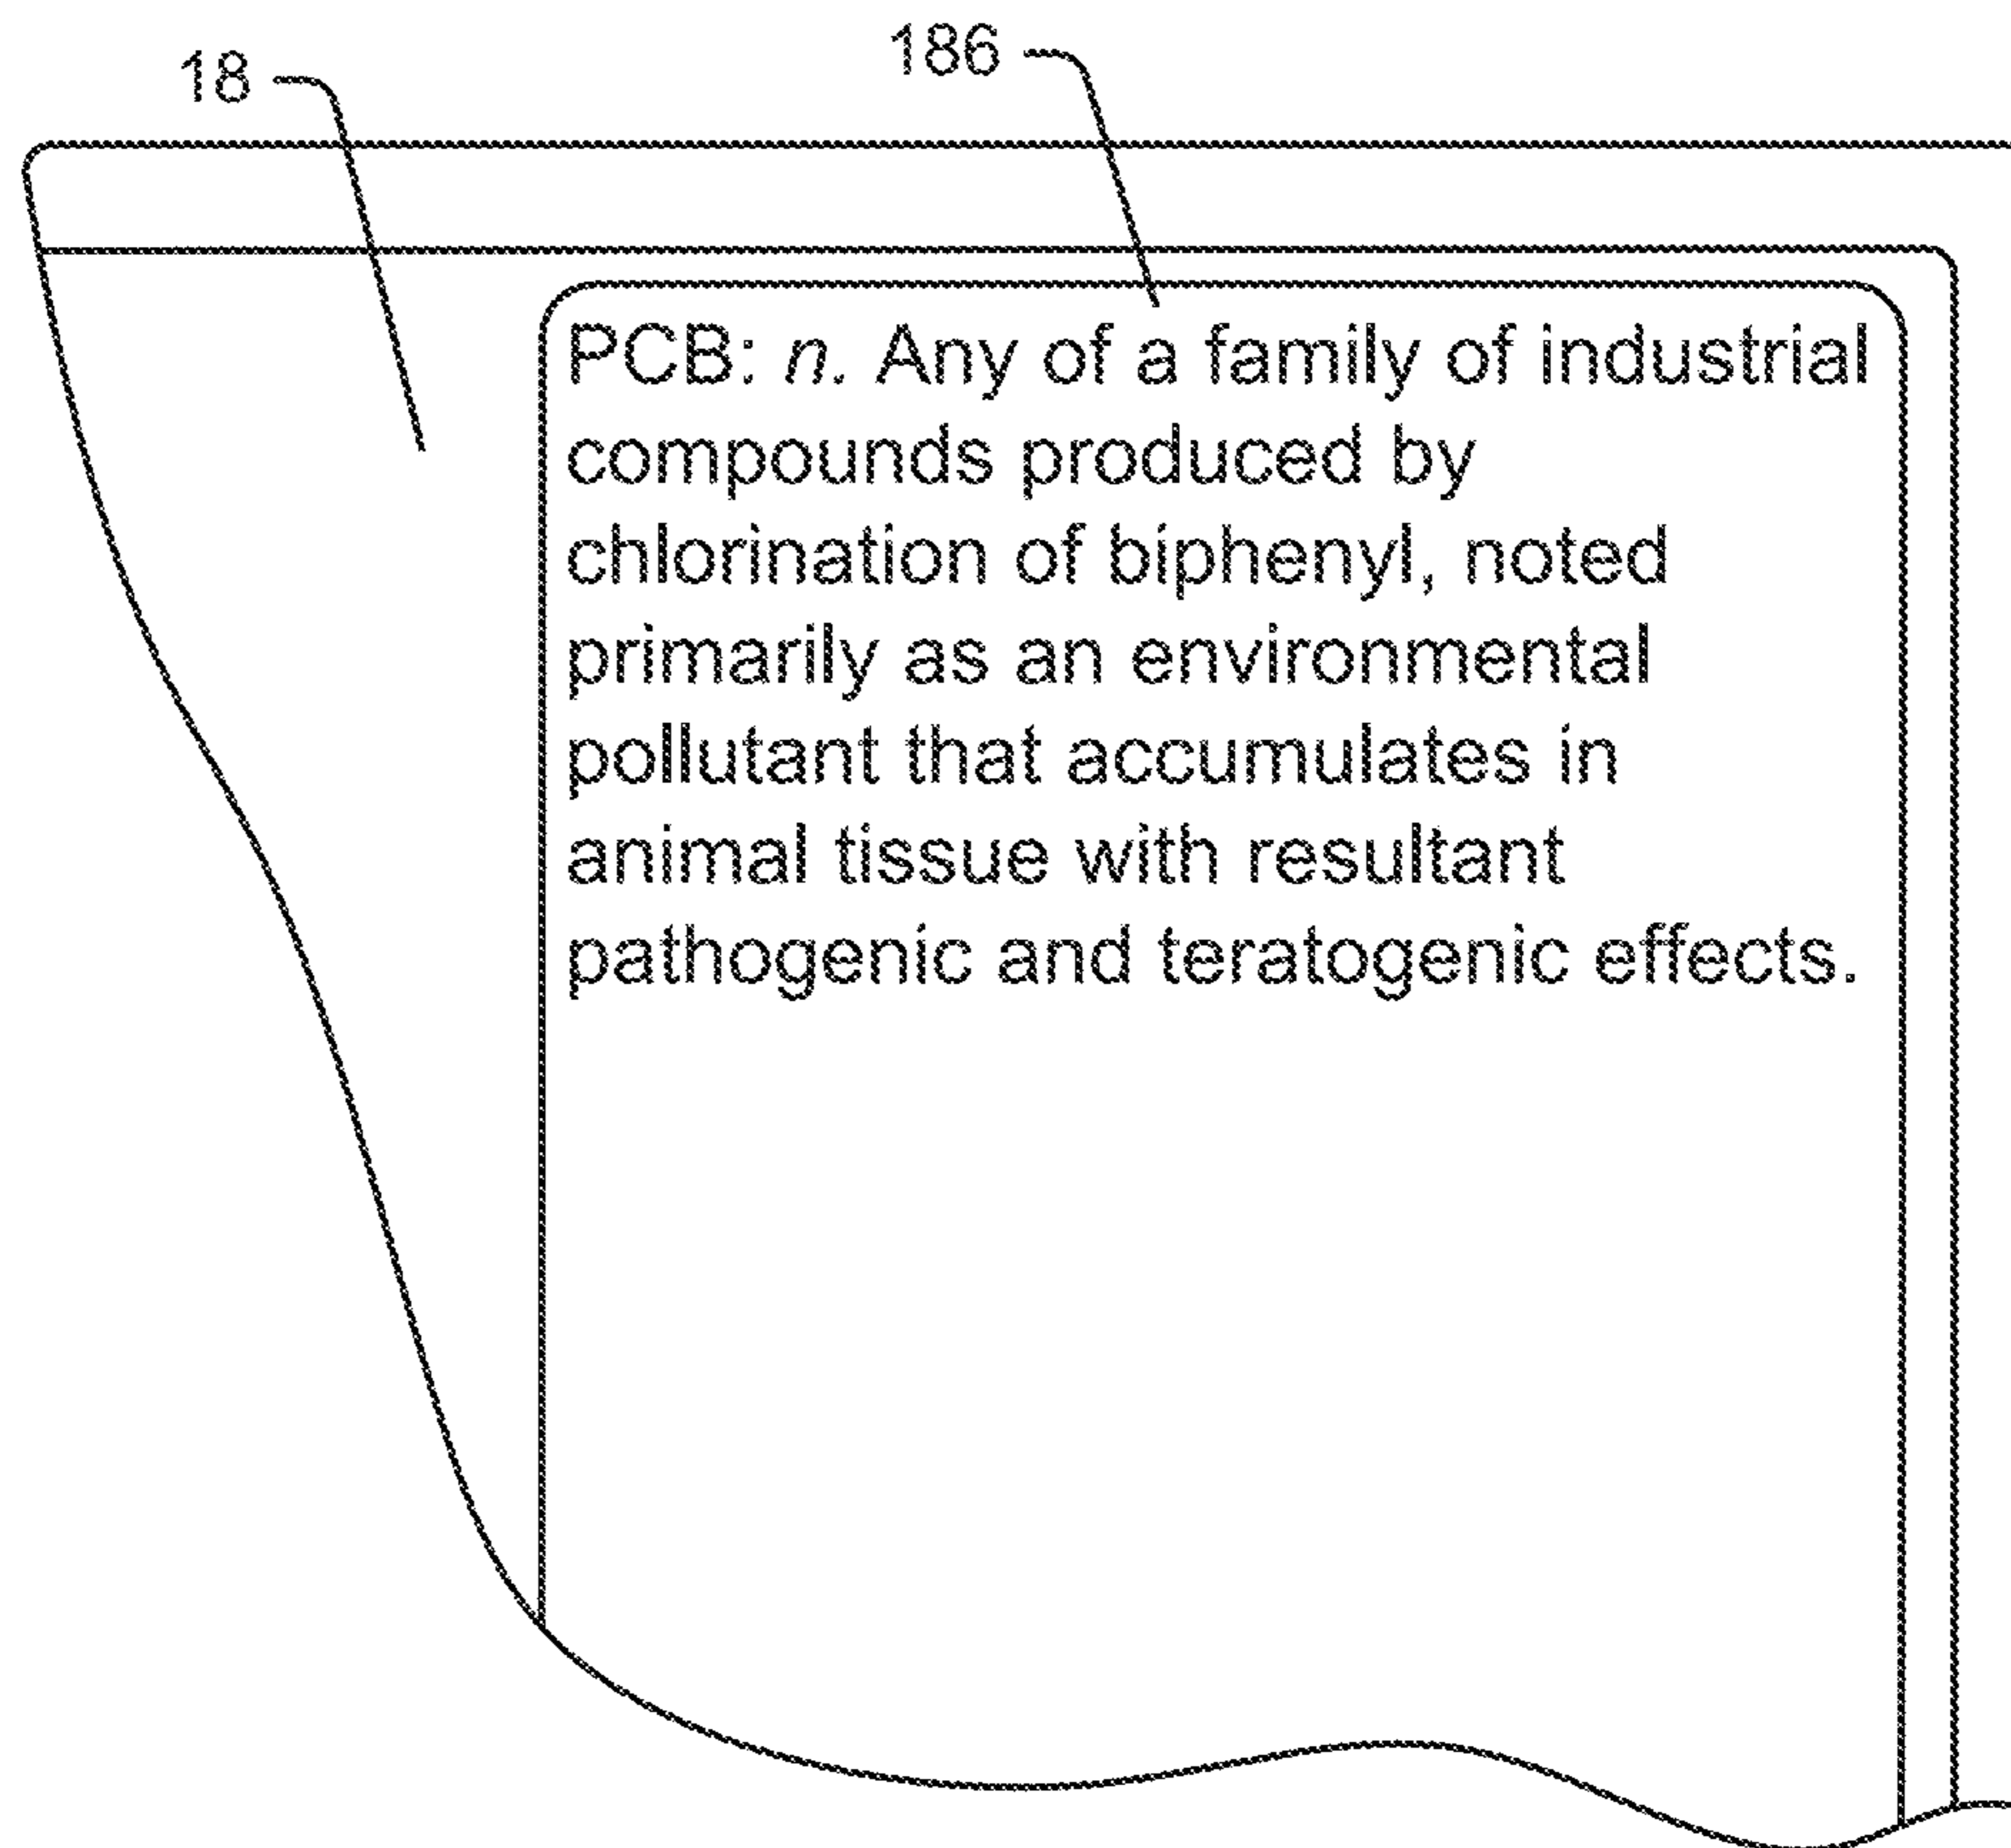 18
186
PCB: n. Any of a family of industrial
compounds produced by
chlorination of biphenyl, noted
primarily as an environmental
pollutant that accumulates in
animal tissue with resultant
pathogenic and teratogenic effects.